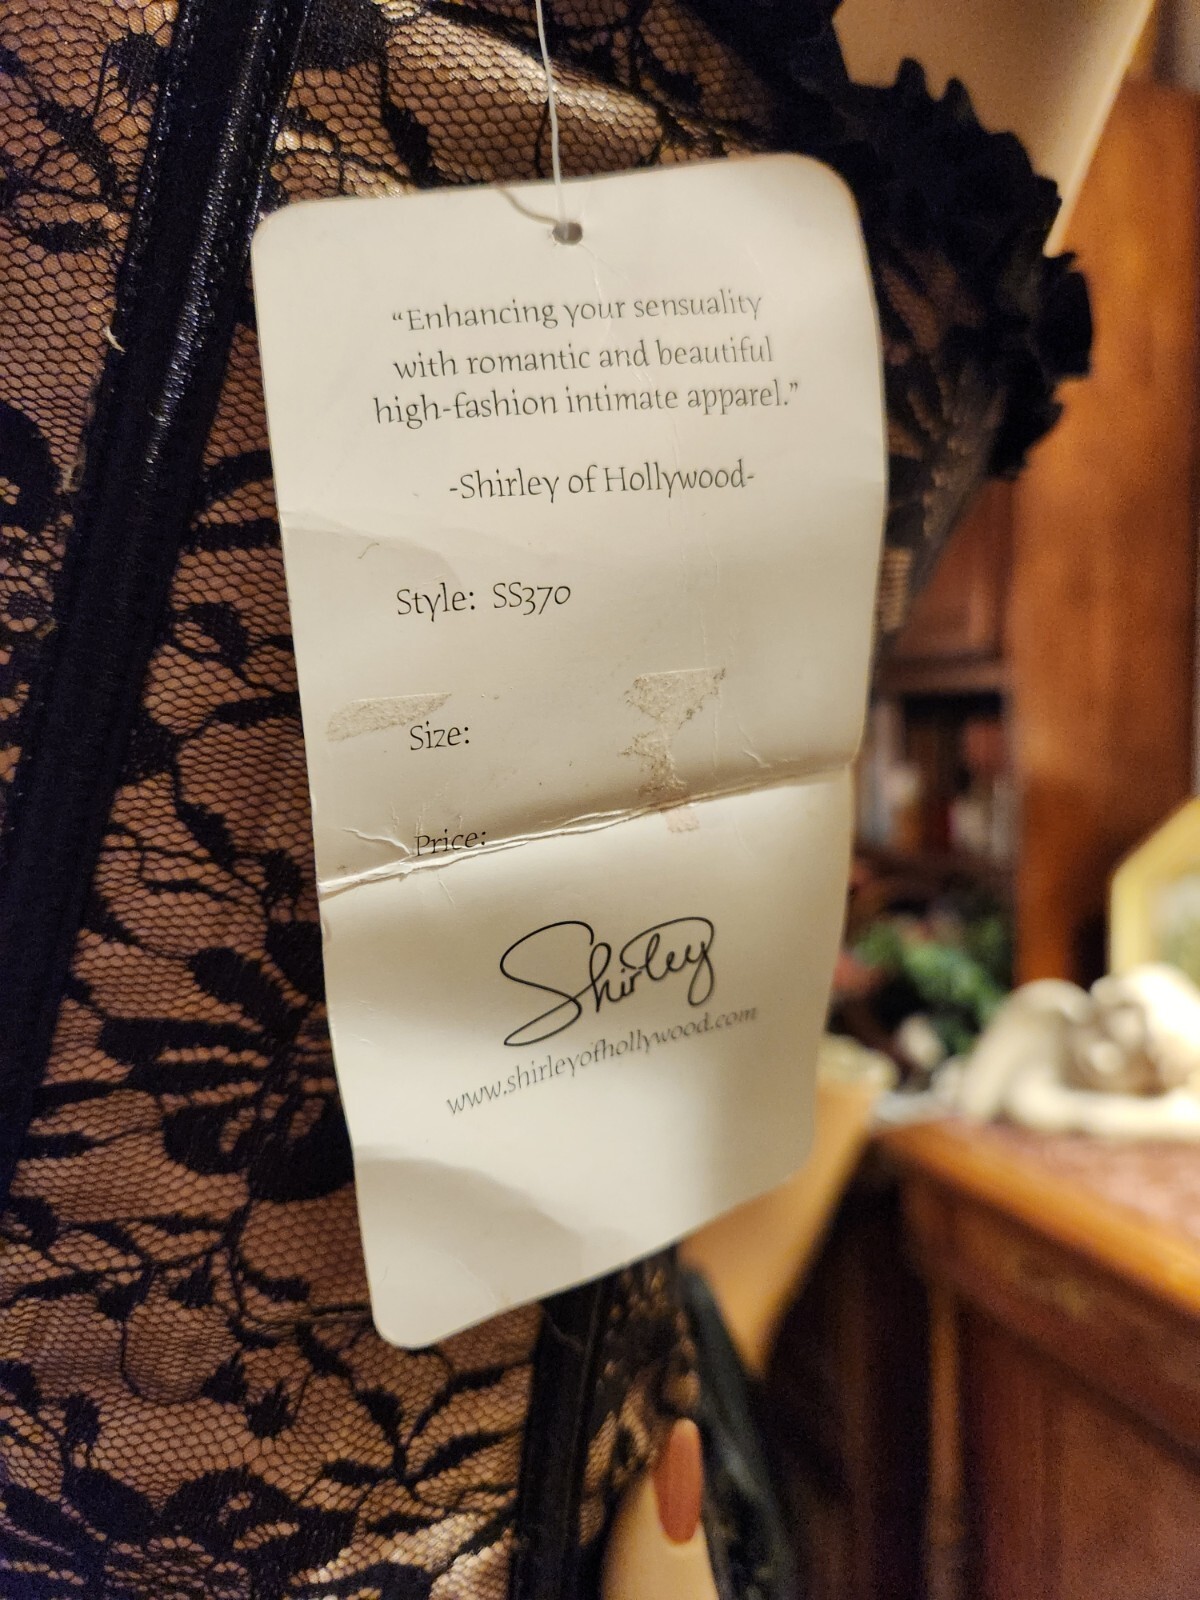 “Enhancing your sensuality
with romantic and beautiful
high-fashion intimate apparel.”
-Shirley of Hollywood-
Style: SS370
Size:
Price:
Shirley
www.shirleyofhollywood.com